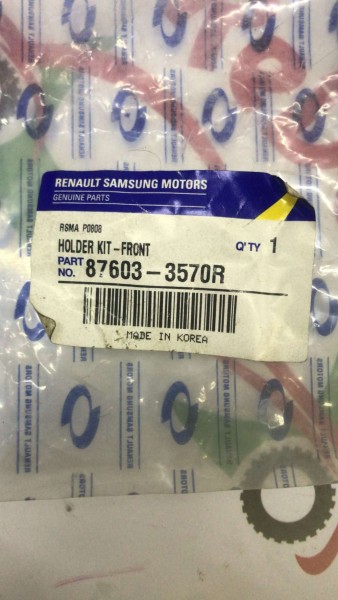 RENAULT SAMSUNG MOTORS
GENUINE PARTS
RSMA P0808
HOLDER KIT-FRONT Q'TY 1
PART NO. 87603-3570R
MADE IN KOREA